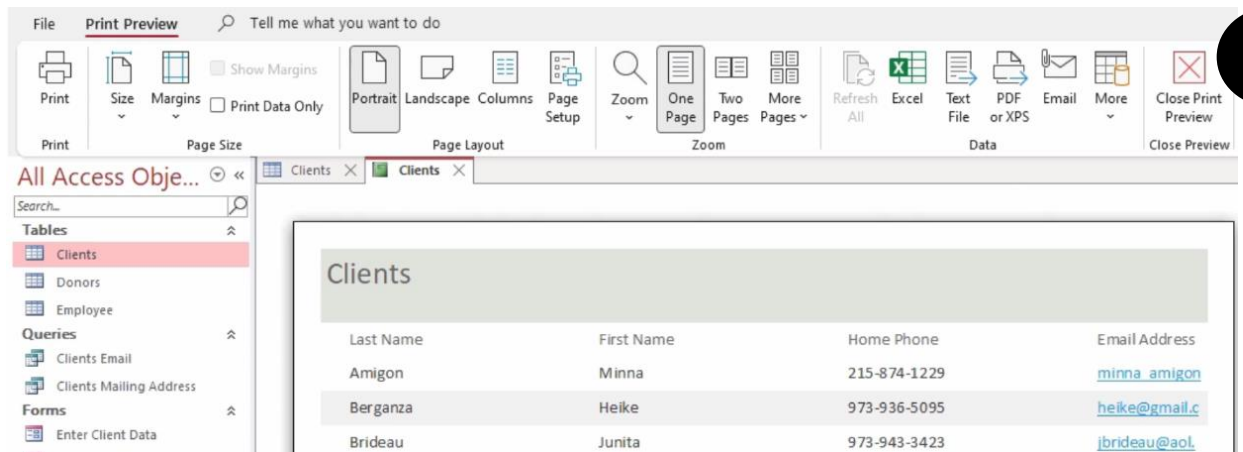 File Print Preview Tell me what you want to do
Print Size Margins Show Margins Print Data Only Portrait Landscape Columns Page Setup Zoom One Page Two Pages More Pages Refresh All Excel Text File PDF or XPS Email More Close Print Preview
Print Page Size Page Layout Zoom Data Close Preview
All Access Obje... «
Clients Clients
Search...
Tables
Clients
Donors
Employee
Queries
Clients Email
Clients Mailing Address
Forms
Enter Client Data
Clients
Last Name First Name Home Phone Email Address
Amigon Minna 215-874-1229 minna_amigon
Berganza Heike 973-936-5095 heike@gmail.c
Brideau Junita 973-943-3423 jbrideau@aol.